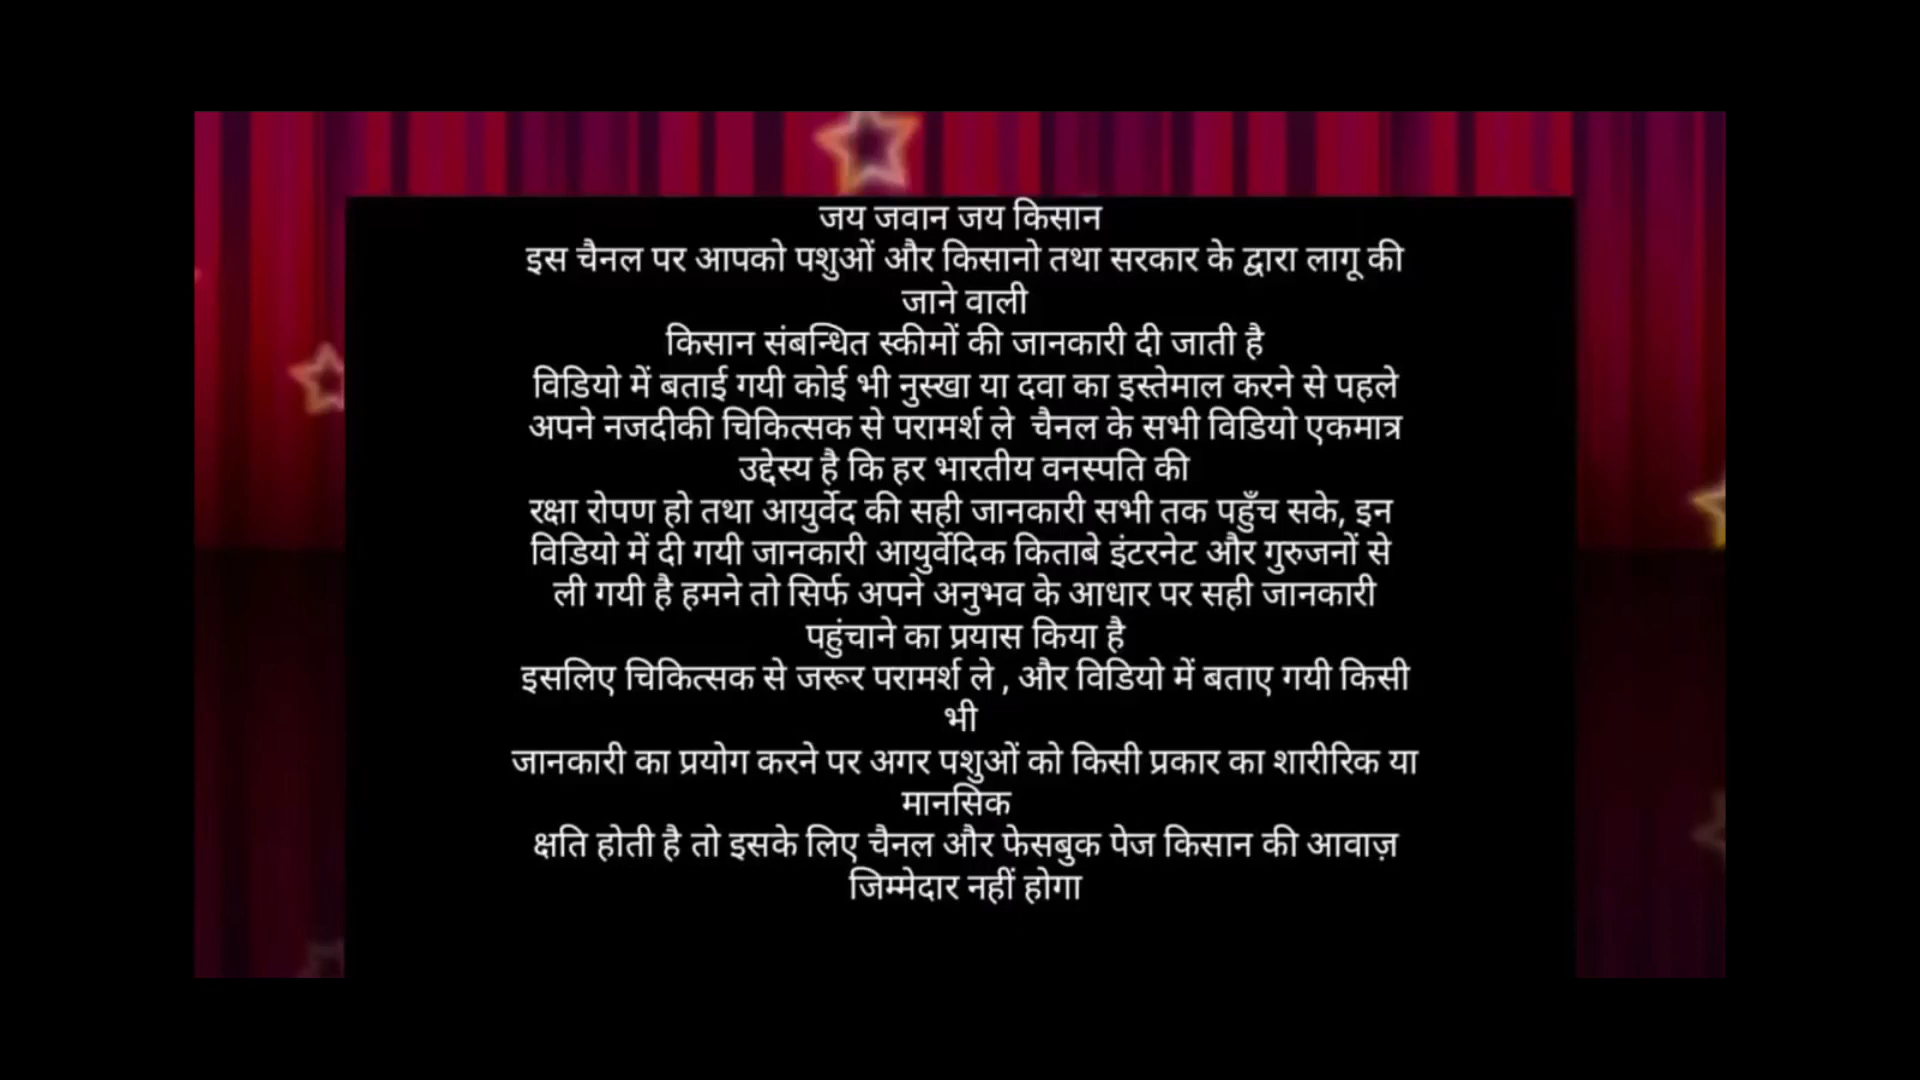 जय जवान जय किसान
इस चैनल पर आपको पशुओं और किसानो तथा सरकार के द्वारा लागू की
जाने वाली
किसान संबन्धित स्कीमों की जानकारी दी जाती है
विडियो में बताई गयी कोई भी नुस्खा या दवा का इस्तेमाल करने से पहले
अपने नजदीकी चिकित्सक से परामर्श ले  चैनल के सभी विडियो एकमात्र
उद्देस्य है कि हर भारतीय वनस्पति की
रक्षा रोपण हो तथा आयुर्वेद की सही जानकारी सभी तक पहुँच सके, इन
विडियो में दी गयी जानकारी आयुर्वेदिक किताबे इंटरनेट और गुरुजनों से
ली गयी है हमने तो सिर्फ अपने अनुभव के आधार पर सही जानकारी
पहुंचाने का प्रयास किया है
इसलिए चिकित्सक से जरूर परामर्श ले , और विडियो में बताए गयी किसी
भी
जानकारी का प्रयोग करने पर अगर पशुओं को किसी प्रकार का शारीरिक या
मानसिक
क्षति होती है तो इसके लिए चैनल और फेसबुक पेज किसान की आवाज़
जिम्मेदार नहीं होगा